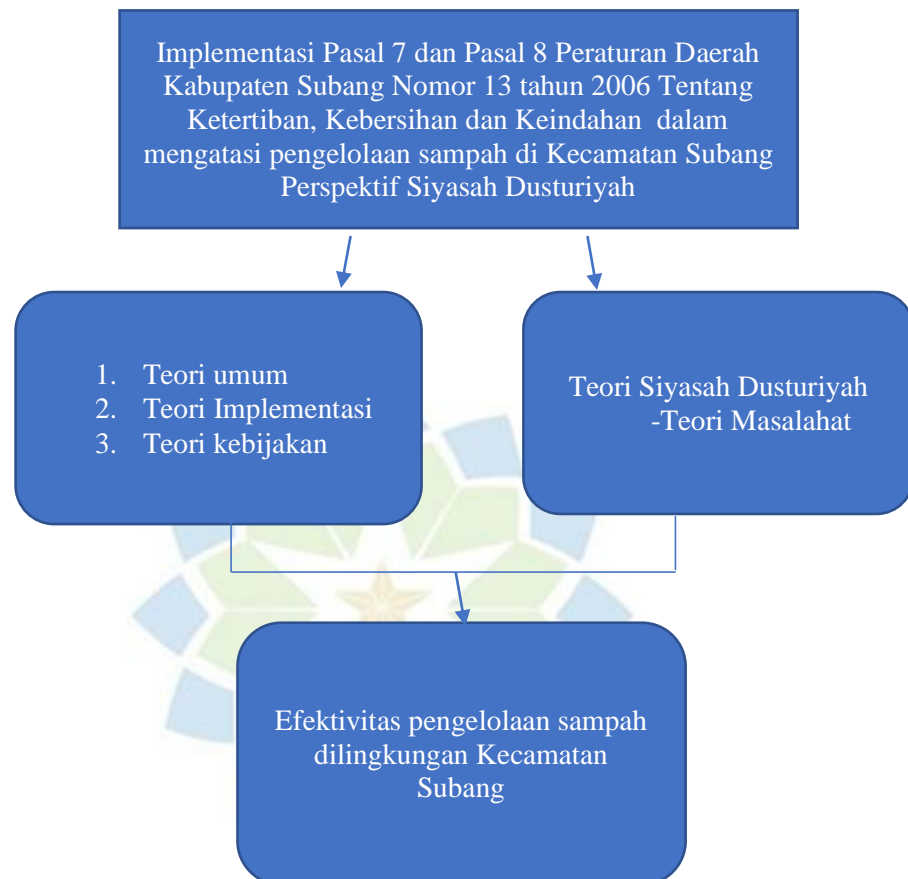 Implementasi Pasal 7 dan Pasal 8 Peraturan Daerah
Kabupaten Subang Nomor 13 tahun 2006 Tentang
Ketertiban, Kebersihan dan Keindahan dalam
mengatasi pengelolaan sampah di Kecamatan Subang
Perspektif Siyasah Dusturiyah
1. Teori umum
2. Teori Implementasi
3. Teori kebijakan
Teori Siyasah Dusturiyah
-Teori Masalahat
Efektivitas pengelolaan sampah
dilingkungan Kecamatan
Subang